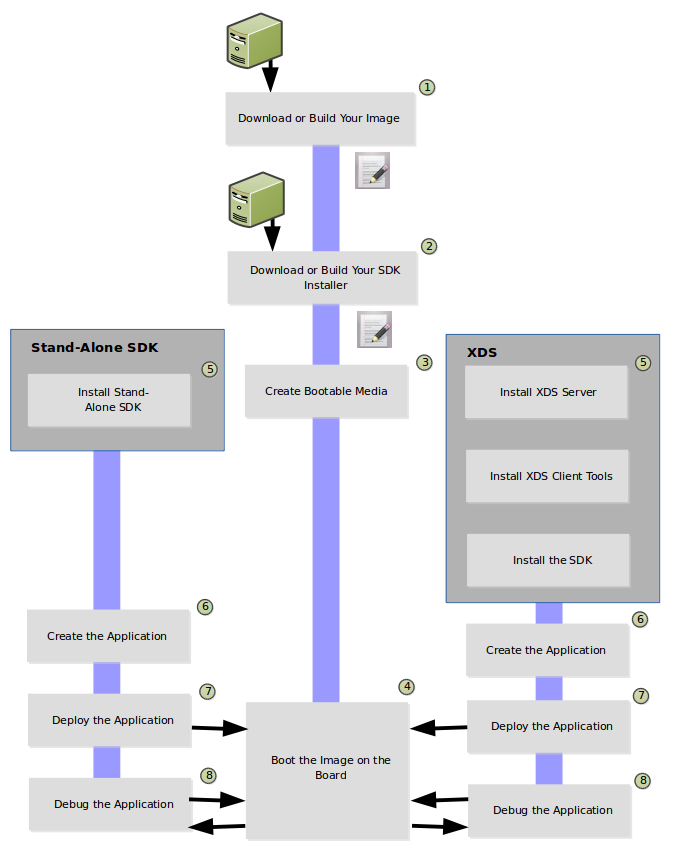 1
Download or Build Your Image
2
Download or Build Your SDK
Installer
3
Create Bootable Media
Stand-Alone SDK
5
Install Stand-
Alone SDK
XDS
5
Install XDS Server
Install XDS Client Tools
Install the SDK
6
Create the Application
7
Deploy the Application
8
Debug the Application
4
Boot the Image on the
Board
6
Create the Application
7
Deploy the Application
8
Debug the Application